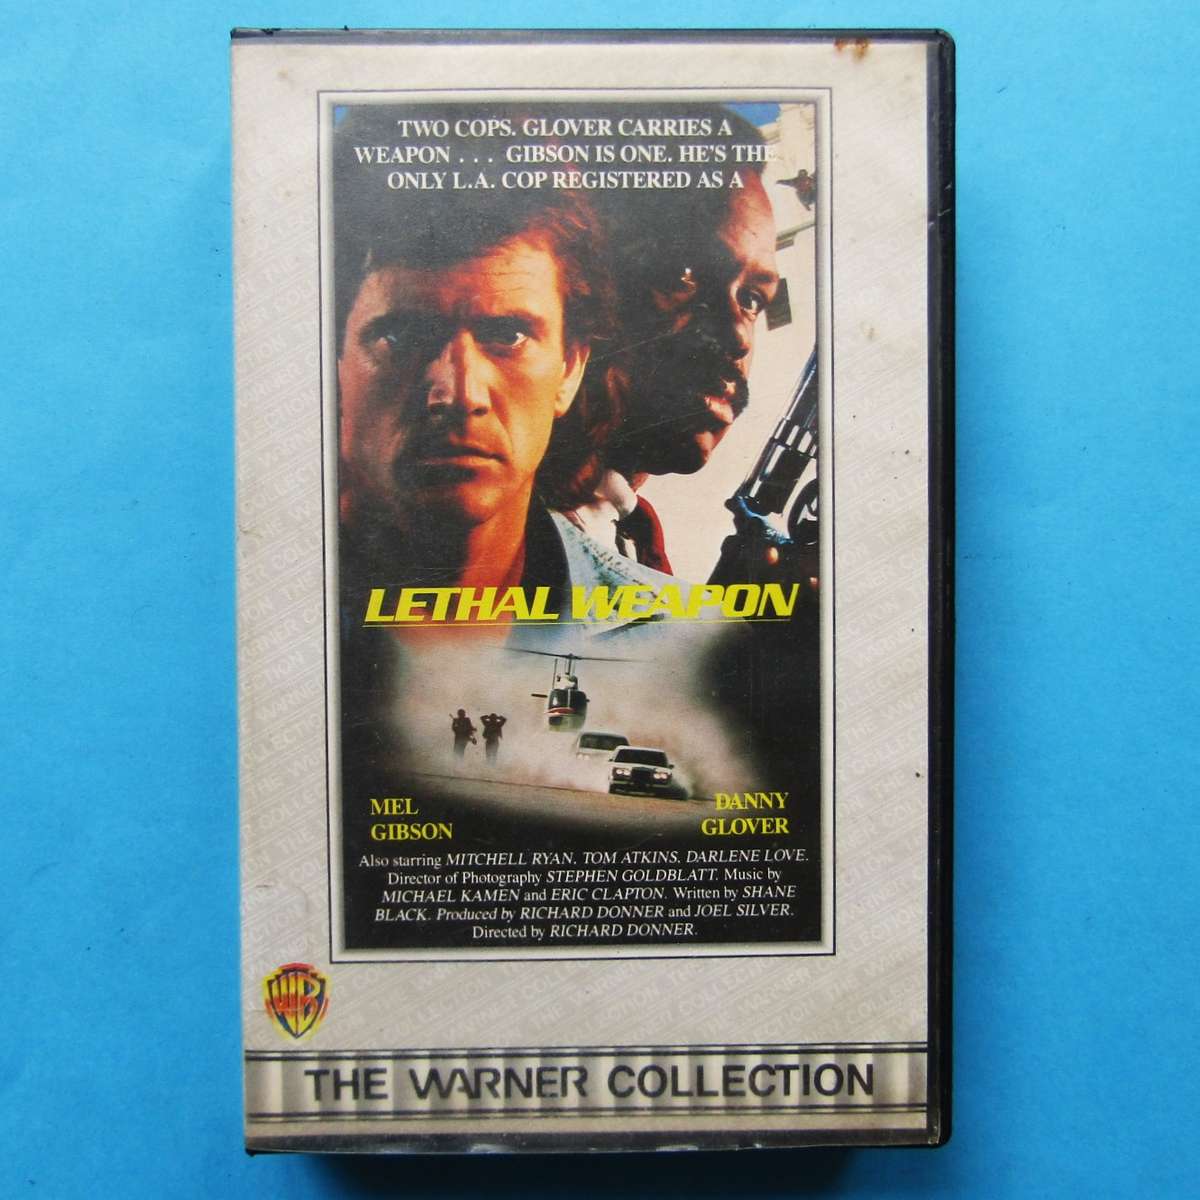 TWO COPS. GLOVER CARRIES A
WEAPON . . . GIBSON IS ONE. HE'S THE
ONLY L.A. COP REGISTERED AS A
LETHAL WEAPON
MEL
GIBSON
DANNY
GLOVER
Also starring MITCHELL RYAN, TOM ATKINS, DARLENE LOVE.
Director of Photography STEPHEN GOLDBLATT. Music by
MICHAEL KAMEN and ERIC CLAPTON. Written by SHANE
BLACK. Produced by RICHARD DONNER and JOEL SILVER.
Directed by RICHARD DONNER.
WB
THE WARNER COLLECTION